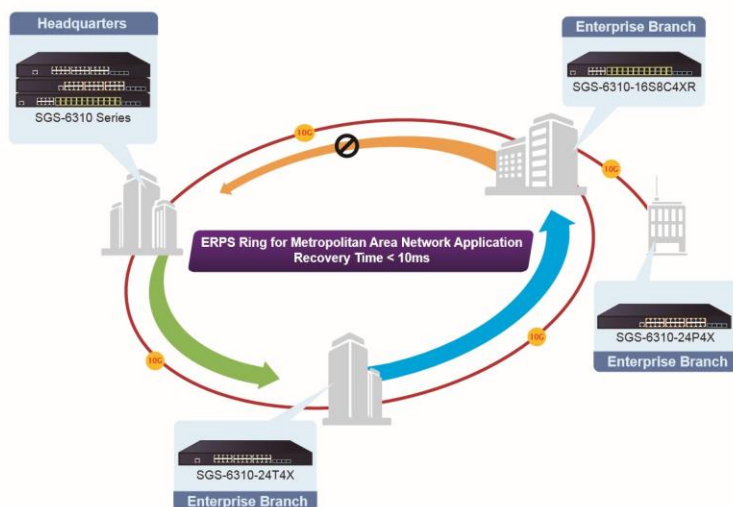 Headquarters
SGS-6310 Series
Enterprise Branch
SGS-6310-16S8C4XR
10G
10G
ERPS Ring for Metropolitan Area Network Application
Recovery Time < 10ms
SGS-6310-24P4X
Enterprise Branch
10G
10G
SGS-6310-24T4X
Enterprise Branch